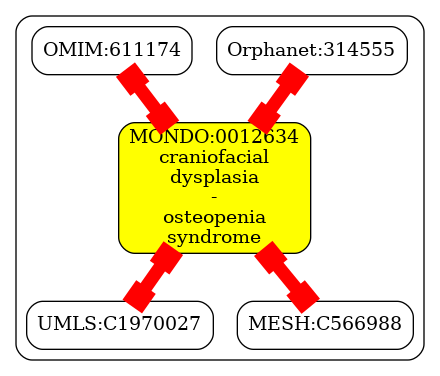 OMIM:611174
Orphanet:314555
MONDO:0012634
craniofacial
dysplasia
-
osteopenia
syndrome
UMLS:C1970027
MESH:C566988